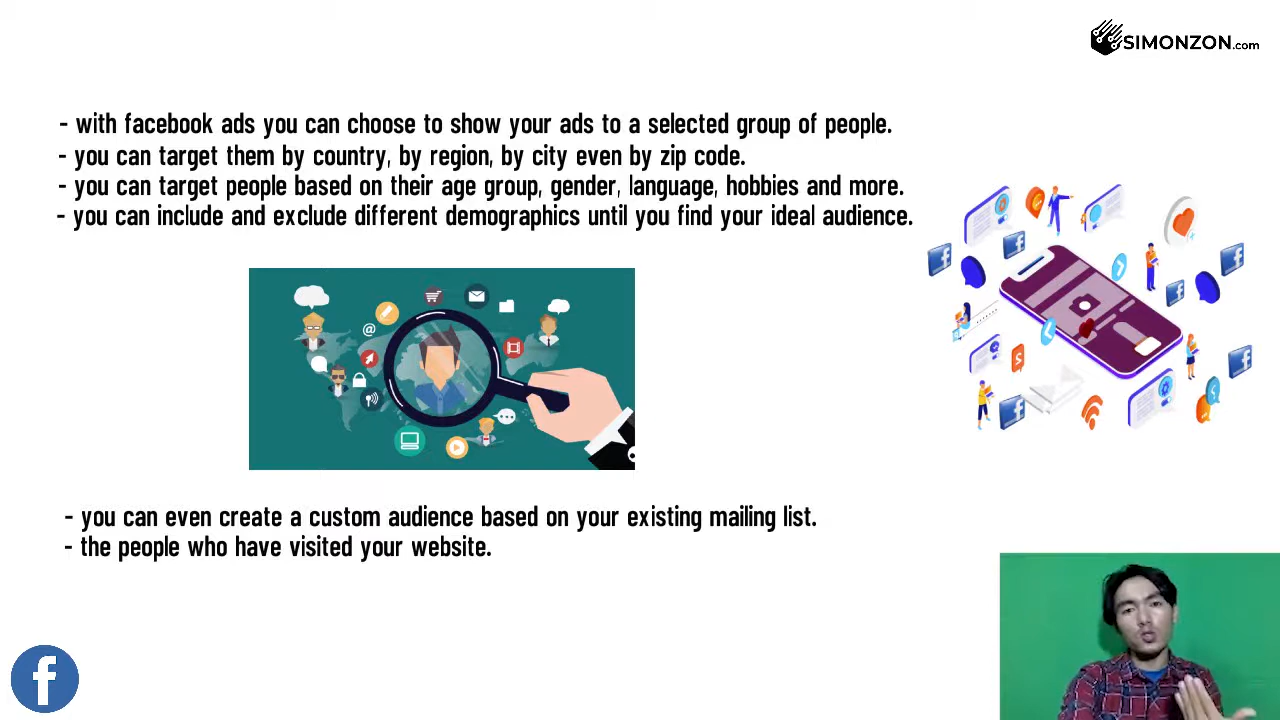 SIMONZON.com
- with facebook ads you can choose to show your ads to a selected group of people.
- you can target them by country, by region, by city even by zip code.
- you can target people based on their age group, gender, language, hobbies and more.
- you can include and exclude different demographics until you find your ideal audience.
- you can even create a custom audience based on your existing mailing list.
- the people who have visited your website.